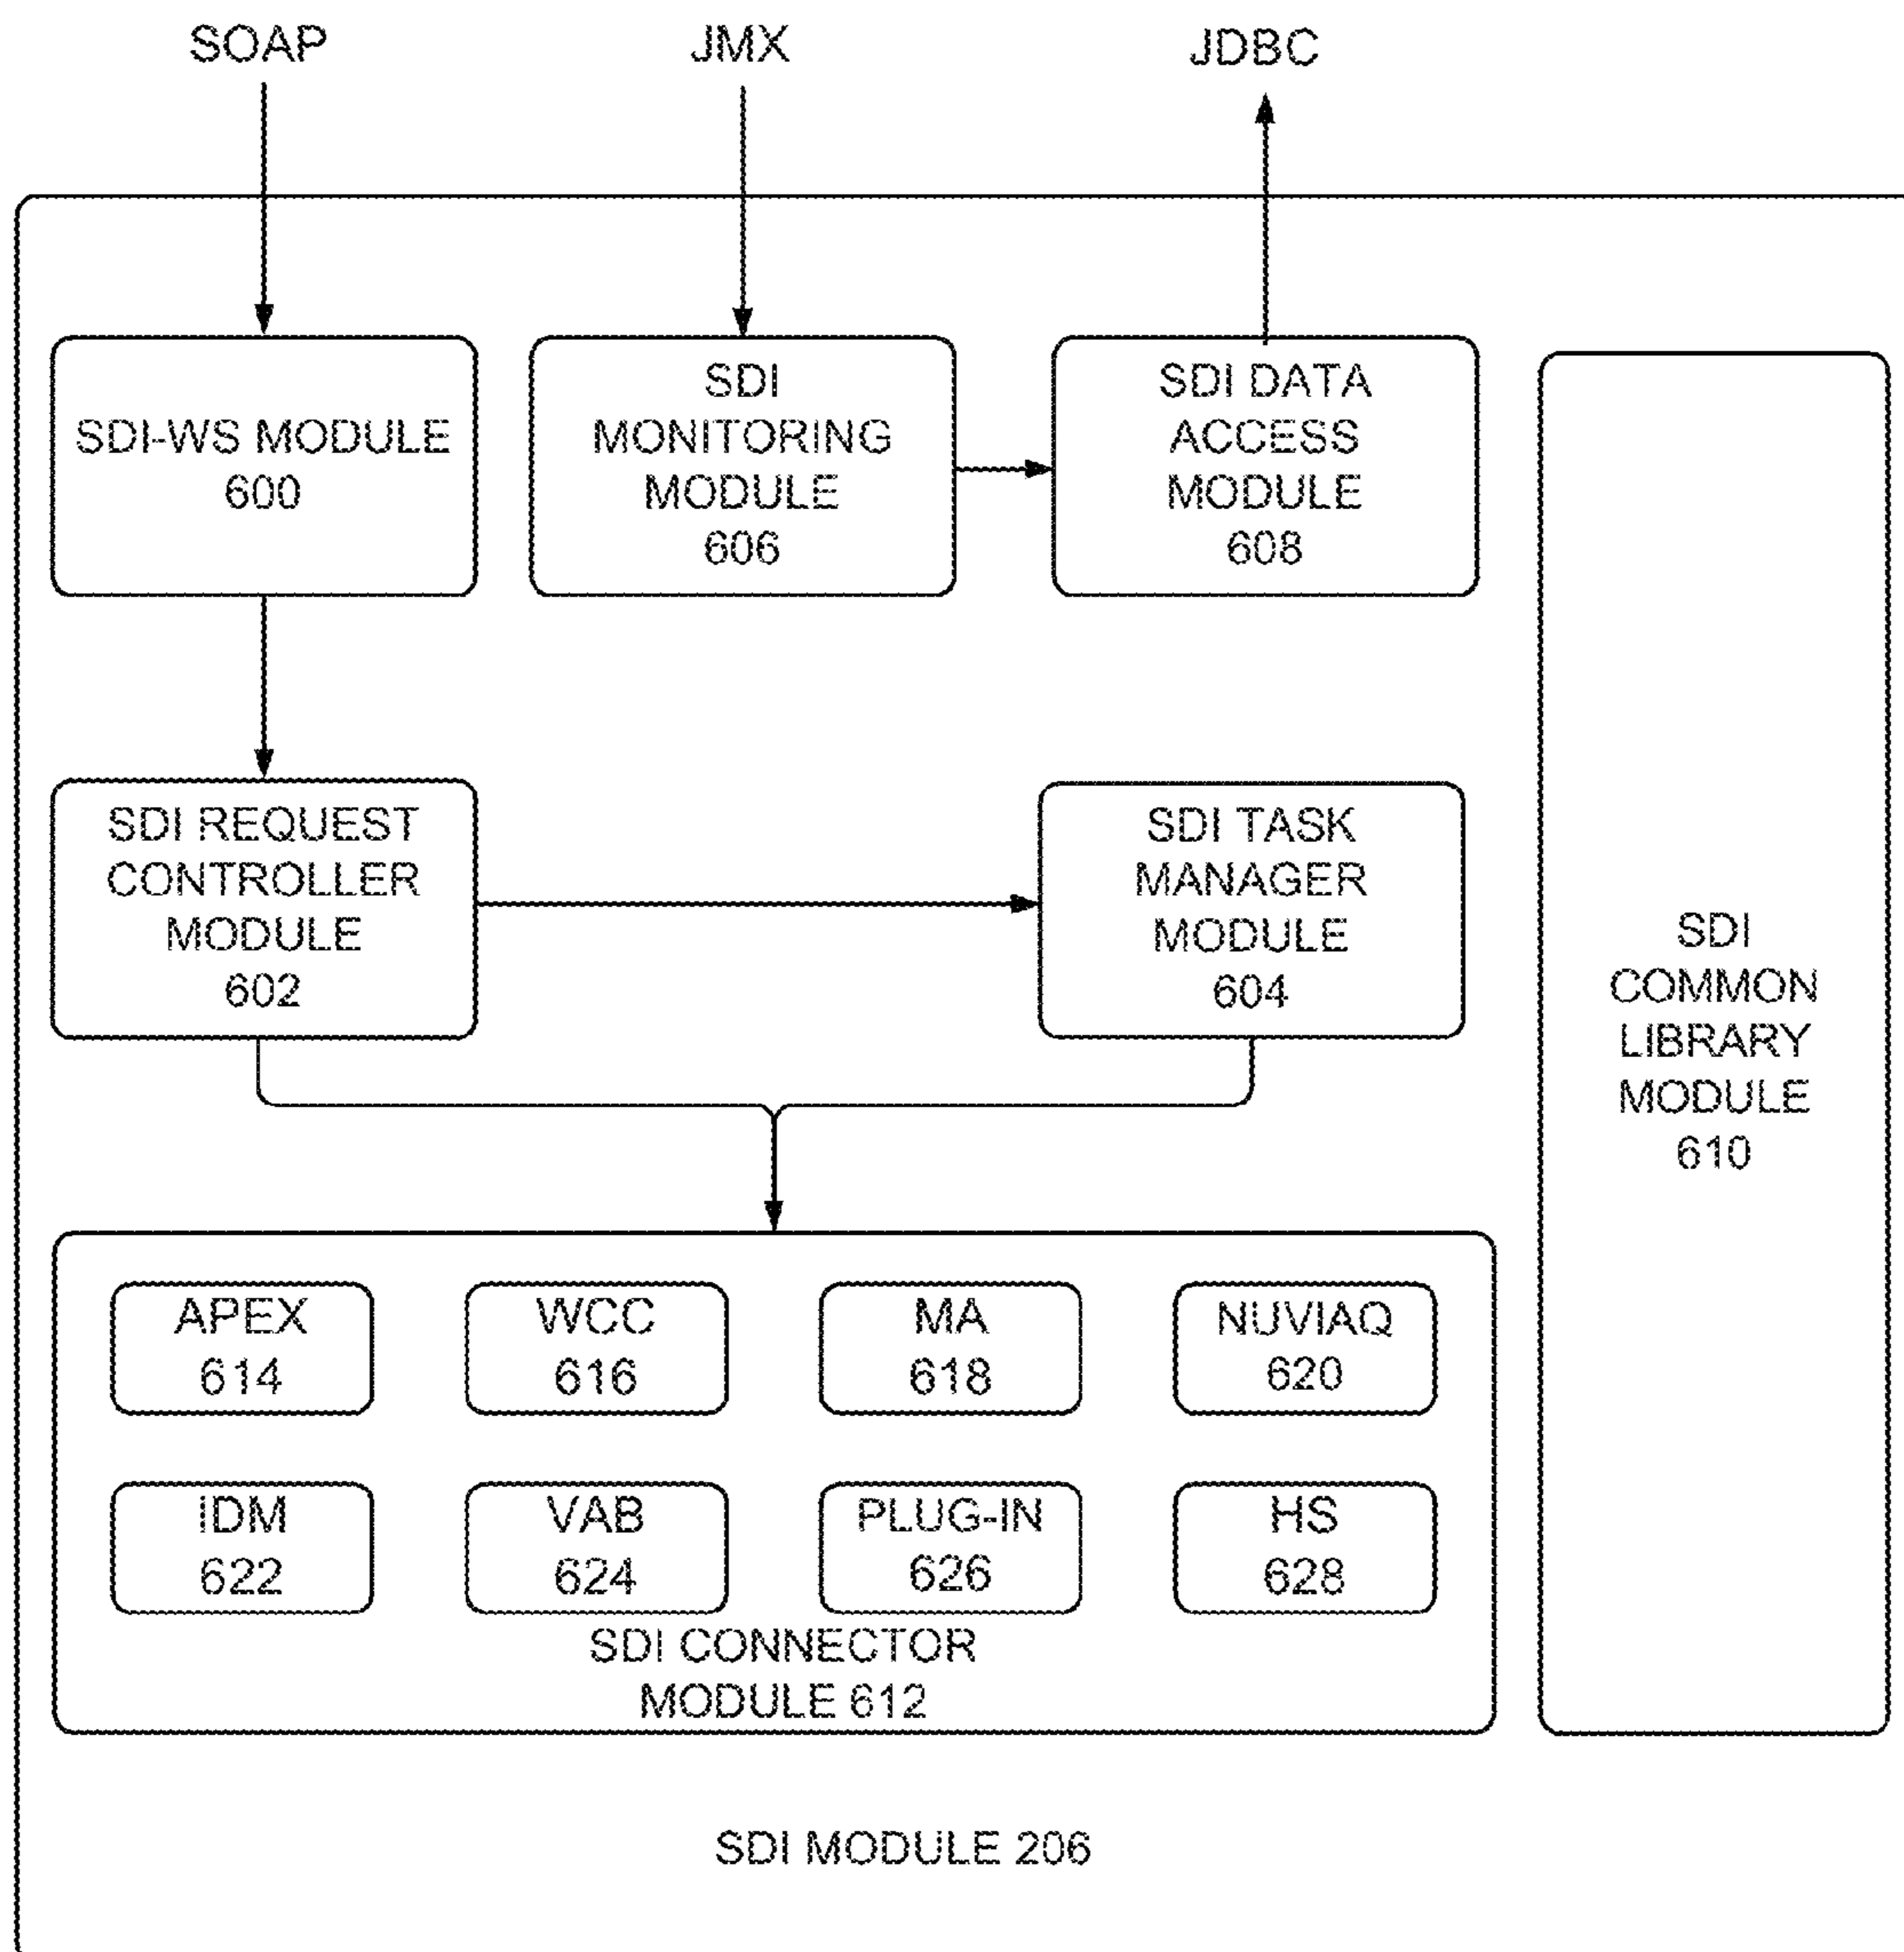 SOAP
JMX
JDBC
SDI
SDI-WS MODULE
600
SDI
MONITORING
MODULE
606
SDI DATA
ACCESS
MODULE
608
SDI REQUEST
CONTROLLER
MODULE
602
SDI TASK
MANAGER
MODULE
604
SDI
COMMON
LIBRARY
MODULE
610
APEX
614
WCC
616
MA
618
NUVIAQ
620
IDM
622
VAB
624
PLUG-IN
626
HS
628
SDI CONNECTOR
MODULE 612
SDI MODULE 206